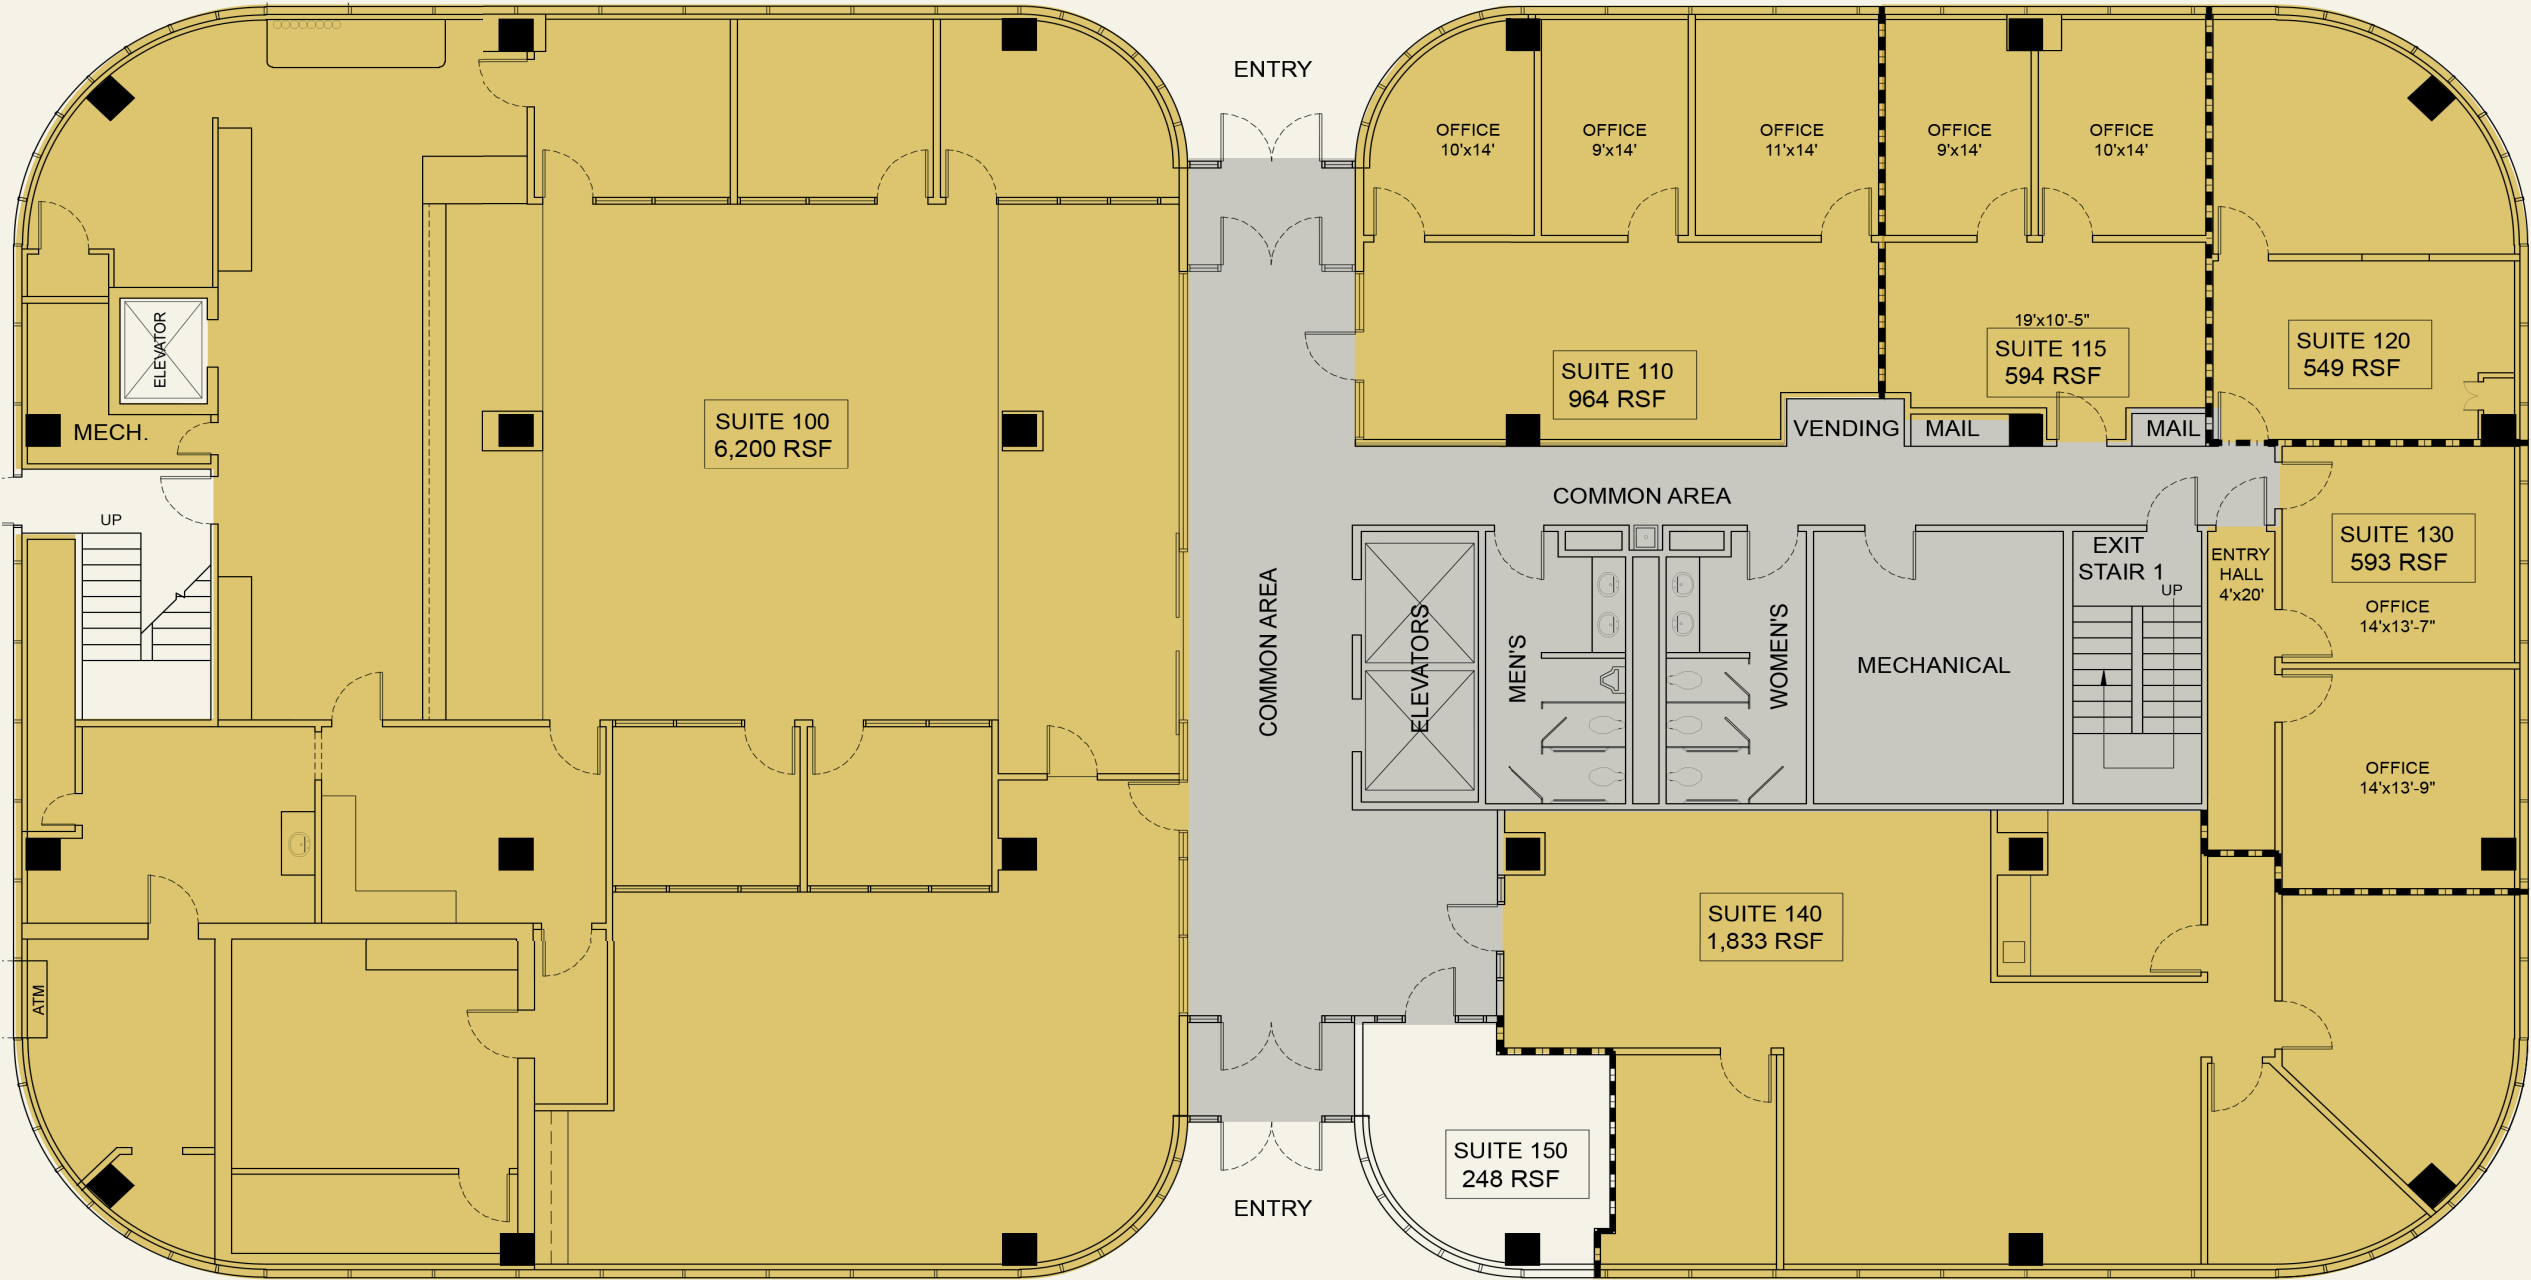 ENTRY
OFFICE
10'x14'
OFFICE
9'x14'
OFFICE
11'x14'
OFFICE
9'x14'
OFFICE
10'x14'
ELEVATOR
MECH.
SUITE 100
6,200 RSF
SUITE 110
964 RSF
19'x10'-5"
SUITE 115
594 RSF
SUITE 120
549 RSF
VENDING
MAIL
MAIL
COMMON AREA
UP
EXIT
STAIR 1
UP
ENTRY
HALL
4'x20'
SUITE 130
593 RSF
OFFICE
14'x13'-7"
COMMON AREA
ELEVATORS
MEN'S
WOMEN'S
MECHANICAL
OFFICE
14'x13'-9"
SUITE 140
1,833 RSF
ATM
SUITE 150
248 RSF
ENTRY